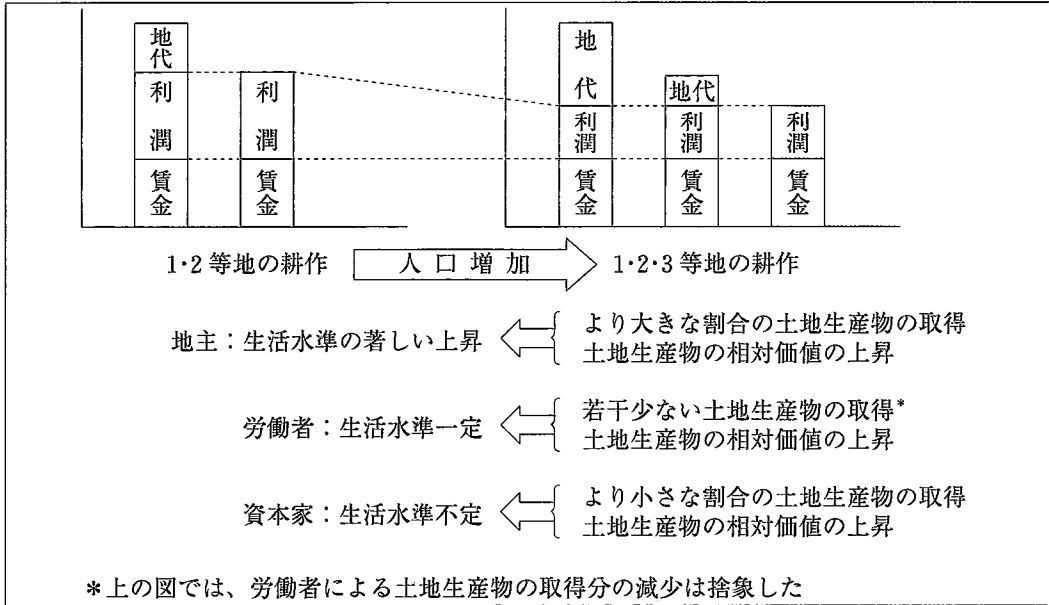 地代 地代
利潤 利潤 利潤 地代 利潤 利潤
賃金 賃金 賃金 賃金 賃金
1・2等地の耕作 人口増加 1・2・3等地の耕作
地主：生活水準の著しい上昇 より大きな割合の土地生産物の取得
土地生産物の相対価値の上昇
労働者：生活水準一定 若干少ない土地生産物の取得*
土地生産物の相対価値の上昇
資本家：生活水準不定 より小さな割合の土地生産物の取得
土地生産物の相対価値の上昇
*上の図では、労働者による土地生産物の取得分の減少は捨象した